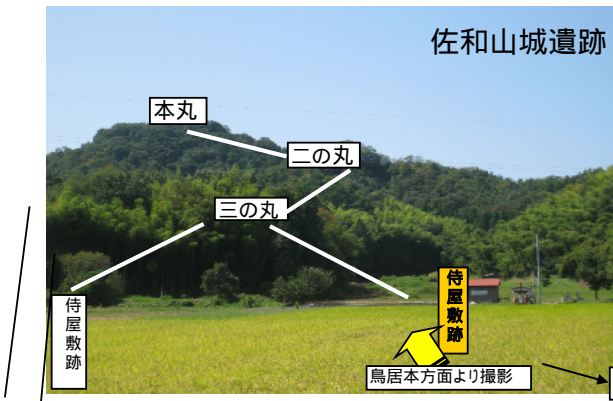 佐和山城遺跡
本丸
二の丸
三の丸
侍屋敷跡
侍屋敷跡
鳥居本方面より撮影